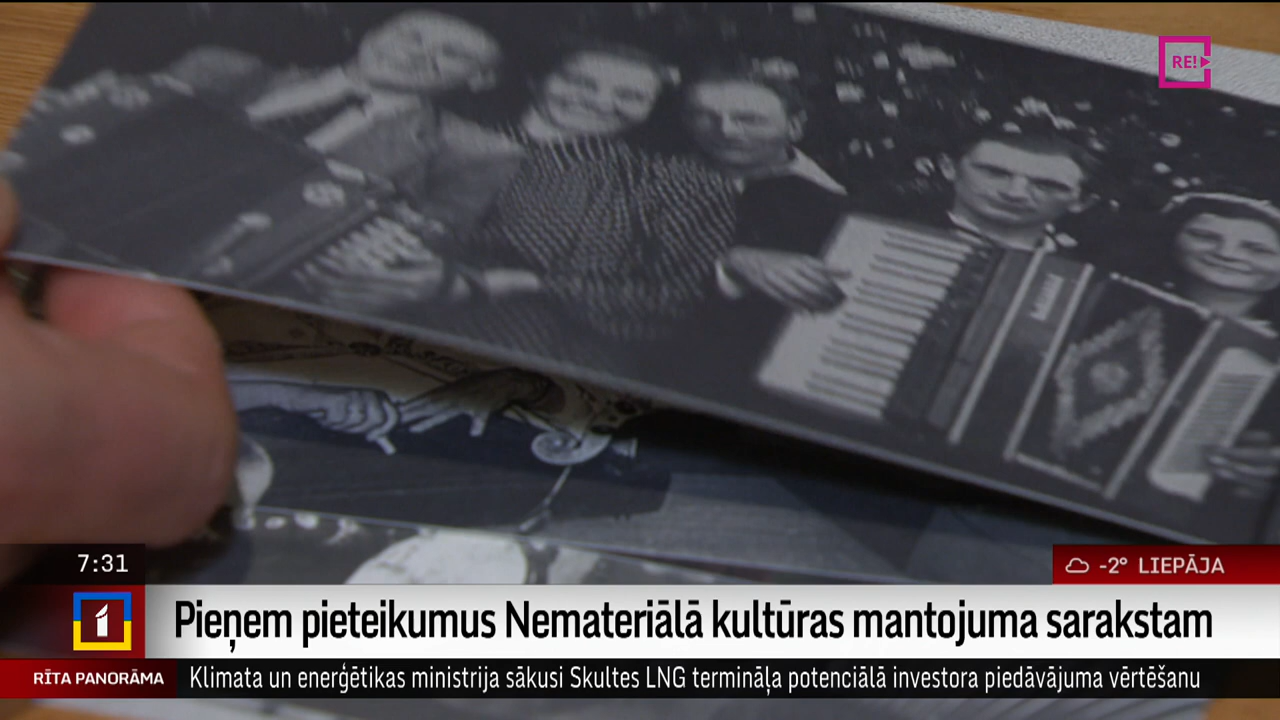 RE!
7:31
-2° LIEPĀJA
1
Pieņem pieteikumus Nemateriālā kultūras mantojuma sarakstam
RĪTA PANORĀMA
Klimata un enerģētikas ministrija sākusi Skultes LNG termināļa potenciālā investora piedāvājuma vērtēšanu